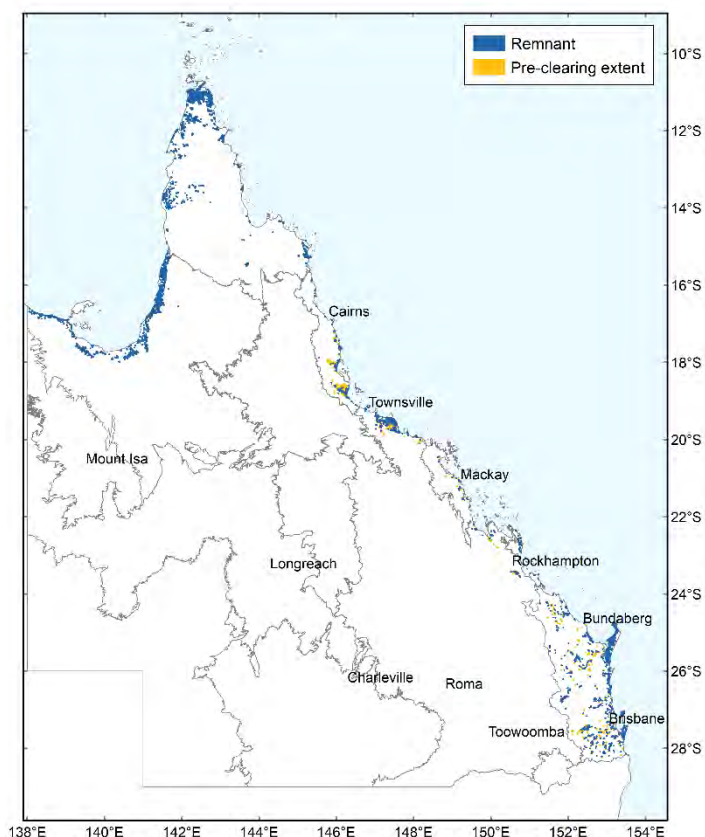 Remnant
Pre-clearing extent
10°S
12°S
14°S
16°S
Cairns
18°S
Townsville
20°S
Mount Isa
Mackay
22°S
Longreach
Rockhampton
24°S
Bundaberg
26°S
Charleville
Roma
Brisbane
Toowoomba
28°S
138°E
140°E
142°E
144°E
146°E
148°E
150°E
152°E
154°E